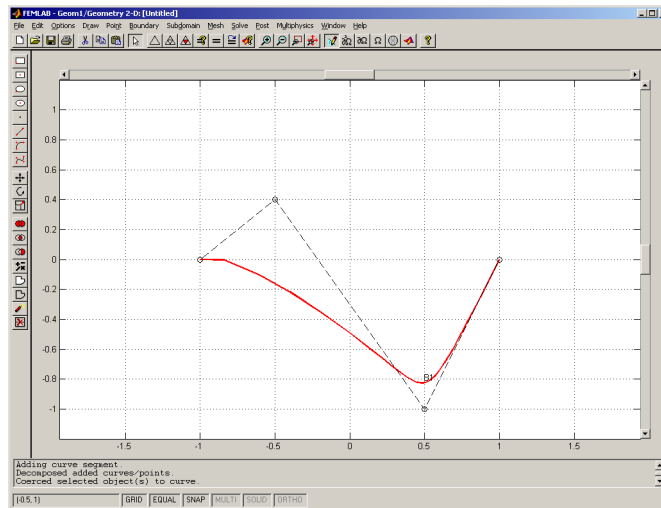 FEMLAB - Geom1/Geometry 2-D: [Untitled]
File Edit Options Draw Point Boundary Subdomain Mesh Solve Post Multiphysics Window Help
1
0.8
0.6
0.4
0.2
0
-0.2
-0.4
-0.6
-0.8
-1
B1
-1.5 -1 -0.5 0 0.5 1 1.5
Adding curve segment.
Decomposed added curves/points.
Coerced selected object(s) to curve.
(-0.5, 1) GRID EQUAL SNAP MULTI SOLID ORTHO